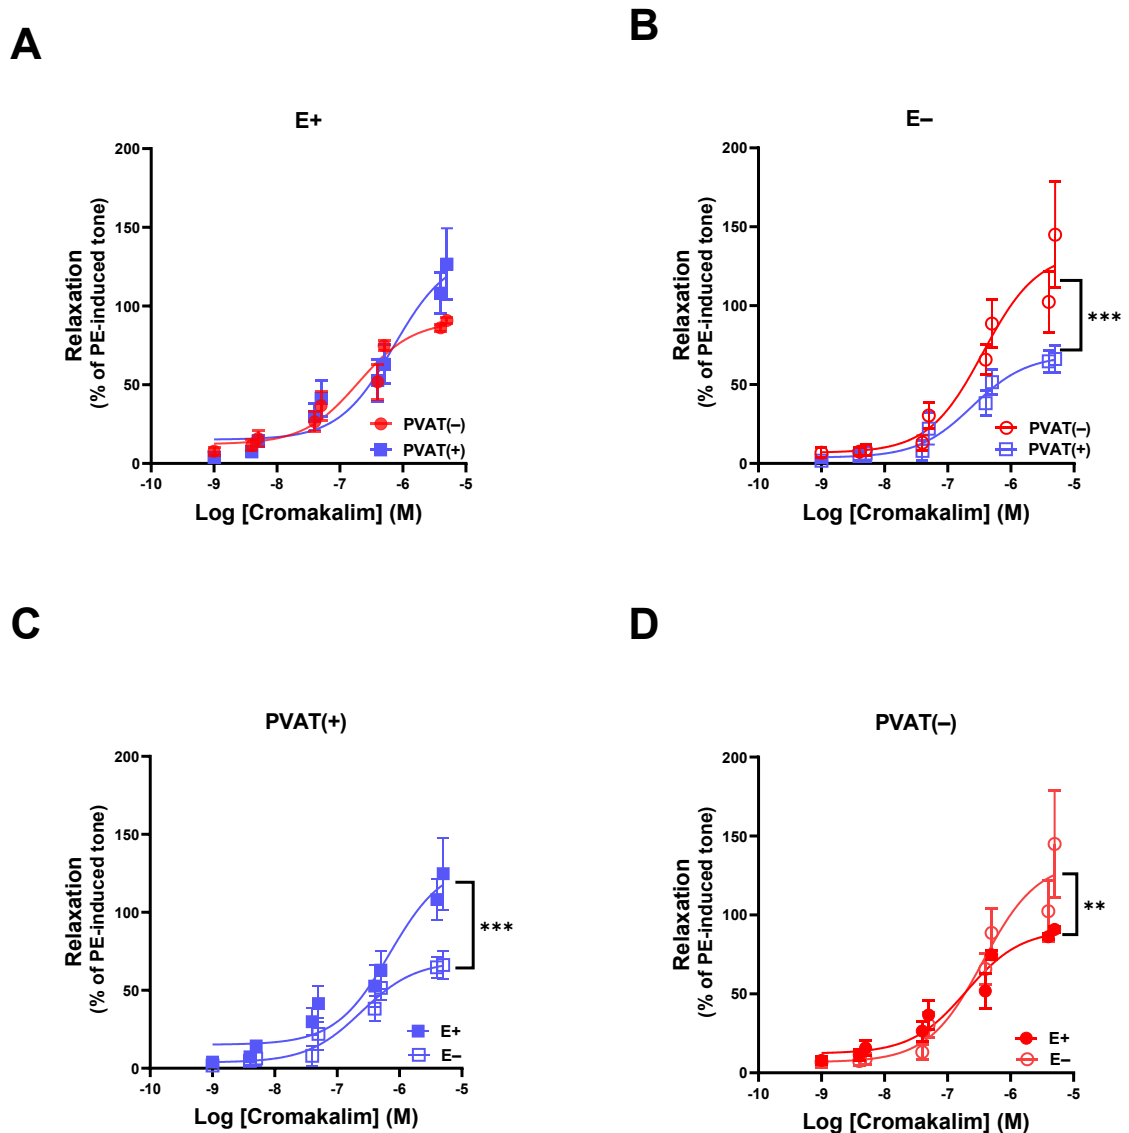 A
E+
200
150
100
50
0
-10 -9 -8 -7 -6 -5
Relaxation
(% of PE-induced tone)
Log [Cromakalim] (M)
PVAT(–)
PVAT(+)
B
E–
200
150
100
50
0
-10 -9 -8 -7 -6 -5
Relaxation
(% of PE-induced tone)
Log [Cromakalim] (M)
PVAT(–)
PVAT(+)
***
C
PVAT(+)
200
150
100
50
0
-10 -9 -8 -7 -6 -5
Relaxation
(% of PE-induced tone)
Log [Cromakalim] (M)
E+
E–
***
D
PVAT(–)
200
150
100
50
0
-10 -9 -8 -7 -6 -5
Relaxation
(% of PE-induced tone)
Log [Cromakalim] (M)
E+
E–
**